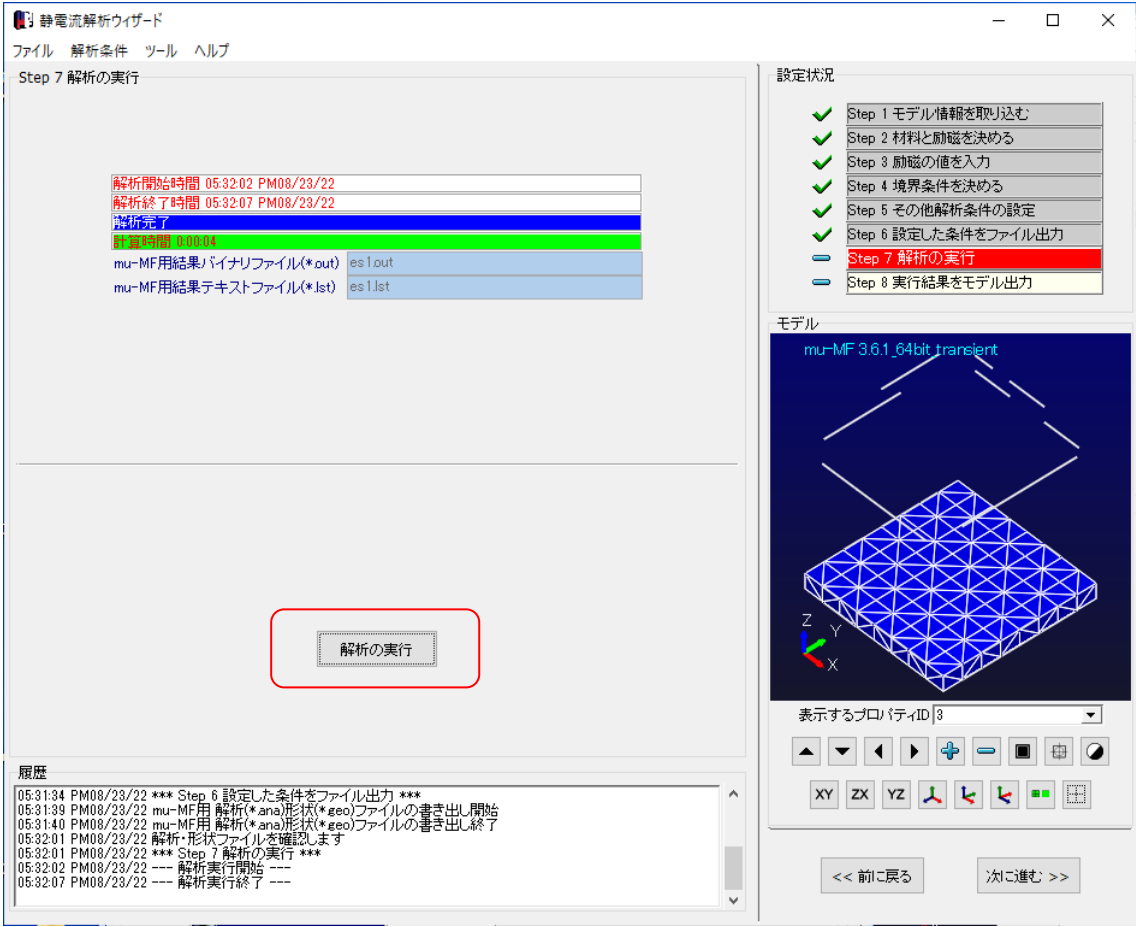 静電流解析ウィザード
ファイル 解析条件 ツール ヘルプ
Step 7 解析の実行
解析開始時間 05:32:02 PM08/23/22
解析終了時間 05:32:07 PM08/23/22
解析完了
計算時間 0:00:04
mu-MF用結果バイナリファイル(*.out) es1.out
mu-MF用結果テキストファイル(*.lst) es1.lst
解析の実行
履歴
05:31:34 PM08/23/22 *** Step 6 設定した条件をファイル出力 ***
05:31:39 PM08/23/22 mu-MF用 解析(*.ana)形状(*.geo)ファイルの書き出し開始
05:31:40 PM08/23/22 mu-MF用 解析(*.ana)形状(*.geo)ファイルの書き出し終了
05:32:01 PM08/23/22 解析・形状ファイルを確認します
05:32:01 PM08/23/22 *** Step 7 解析の実行 ***
05:32:02 PM08/23/22 --- 解析実行開始 ---
05:32:07 PM08/23/22 --- 解析実行終了 ---
設定状況
Step 1 モデル情報を取り込む
Step 2 材料と励磁を決める
Step 3 励磁の値を入力
Step 4 境界条件を決める
Step 5 その他解析条件の設定
Step 6 設定した条件をファイル出力
Step 7 解析の実行
Step 8 実行結果をモデル出力
モデル
mu-MF 3.6.1_64bit_transient
Z
Y
X
表示するプロパティID 3
XY ZX YZ
<< 前に戻る 次に進む >>